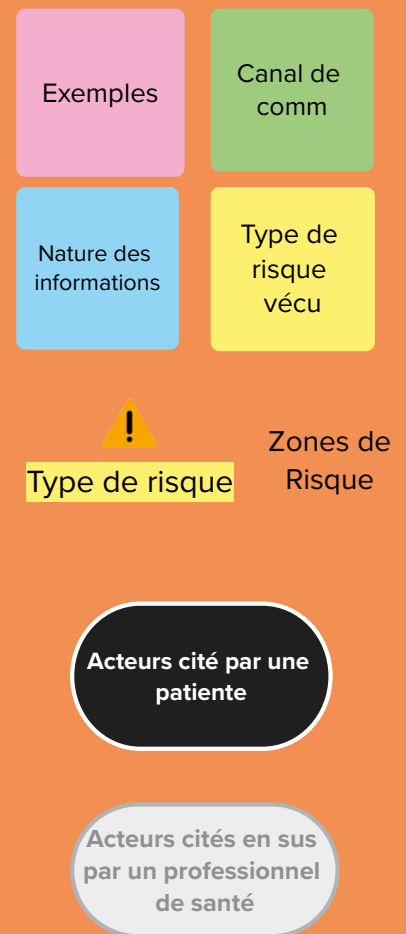 Exemples
Canal de
comm
Nature des
informations
Type de
risque
vécu
Type de risque
Zones de
Risque
Acteurs cité par une
patiente
Acteurs cités en sus
par un professionnel
de santé